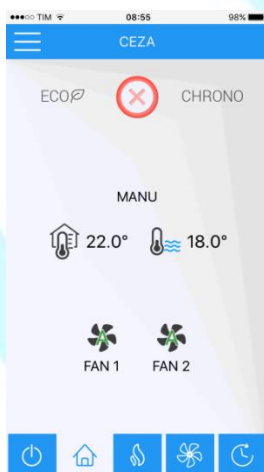 TIM 08:55 98%
CEZA
ECO CHRONO
MANU
22.0° 18.0°
A A
FAN 1 FAN 2